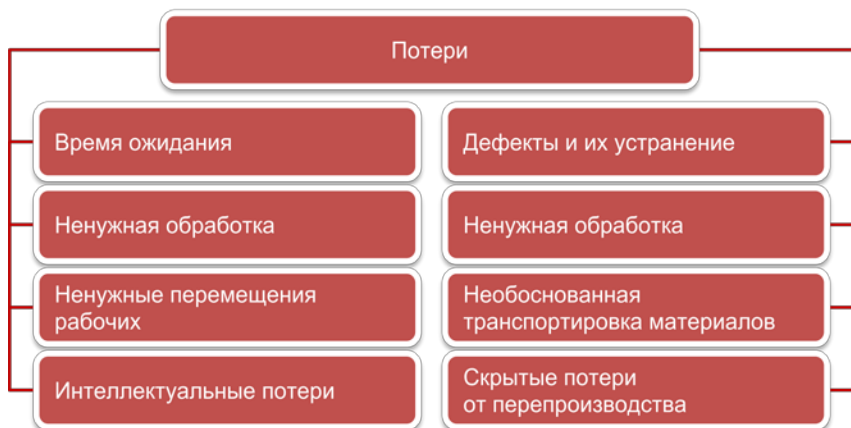 Потери
Время ожидания
Дефекты и их устранение
Ненужная обработка
Ненужная обработка
Ненужные перемещения
рабочих
Необоснованная
транспортировка материалов
Интеллектуальные потери
Скрытые потери
от перепроизводства